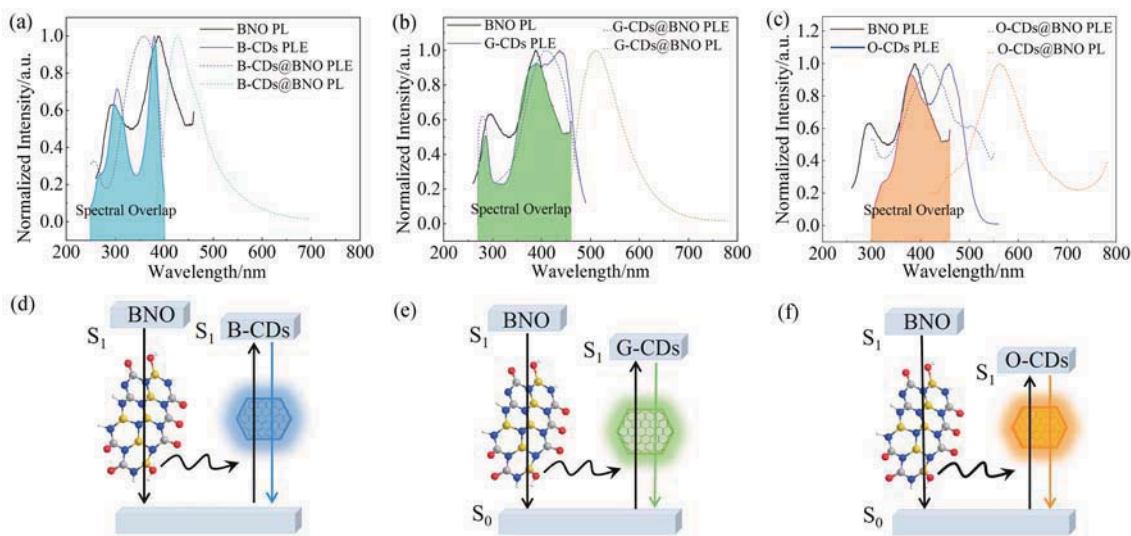 (a)
BNO PL
B-CDs PLE
B-CDs@BNO PLE
B-CDs@BNO PL
Normalized Intensity/a.u.
1.0
0.8
0.6
0.4
0.2
0.0
Spectral Overlap
200 300 400 500 600 700 800
Wavelength/nm
(b)
BNO PL
G-CDs PLE
G-CDs@BNO PLE
G-CDs@BNO PL
Normalized Intensity/a.u.
1.0
0.8
0.6
0.4
0.2
0.0
Spectral Overlap
200 300 400 500 600 700 800
Wavelength/nm
(c)
BNO PLE
O-CDs PLE
O-CDs@BNO PLE
O-CDs@BNO PL
Normalized Intensity/a.u.
1.2
1.0
0.8
0.6
0.4
0.2
0.0
Spectral Overlap
200 300 400 500 600 700 800
Wavelength/nm
(d)
BNO
S1
S1
B-CDs
(e)
BNO
S1
S1
G-CDs
S0
(f)
BNO
S1
S1
O-CDs
S0